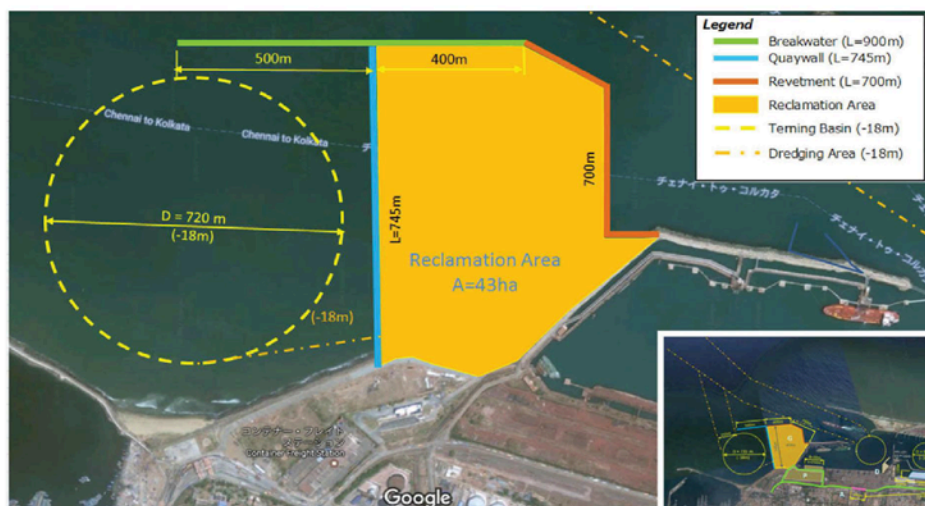 Legend
Breakwater (L=900m)
Quaywall (L=745m)
Revetment (L=700m)
Reclamation Area
Terning Basin (-18m)
Dredging Area (-18m)
500m
400m
Chennai to Kolkata
Chennai to Kolkata
チ
700m
チェナイ・トゥ・コルカタ
チェナイ・トゥ・コルカタ
D = 720 m
(-18m)
L=745m
Reclamation Area
A=43ha
(-18m)
コンテナー・フレイト
ステーション
Container freight station
Google